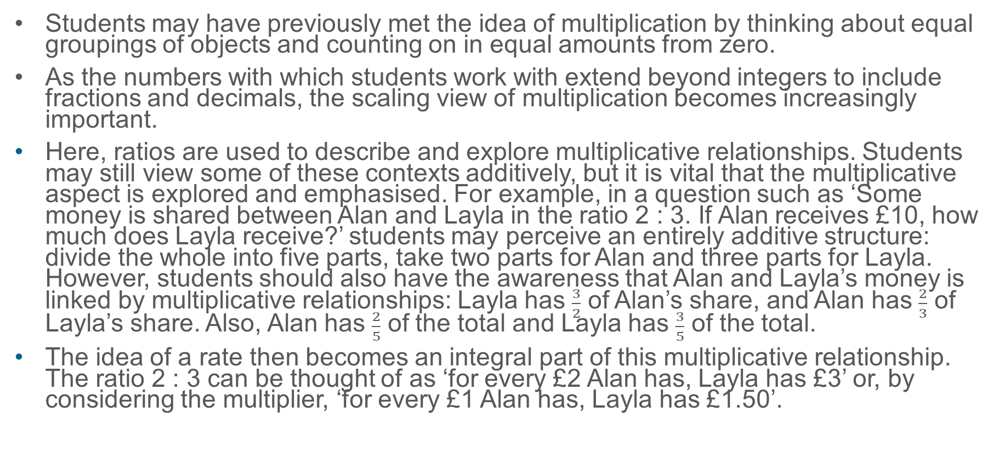 • Students may have previously met the idea of multiplication by thinking about equal
groupings of objects and counting on in equal amounts from zero.
• As the numbers with which students work with extend beyond integers to include
fractions and decimals, the scaling view of multiplication becomes increasingly
important.
• Here, ratios are used to describe and explore multiplicative relationships. Students
may still view some of these contexts additively, but it is vital that the multiplicative
aspect is explored and emphasised. For example, in a question such as ‘Some
money is shared between Alan and Layla in the ratio 2 : 3. If Alan receives £10, how
much does Layla receive?’ students may perceive an entirely additive structure:
divide the whole into five parts, take two parts for Alan and three parts for Layla.
However, students should also have the awareness that Alan and Layla’s money is
linked by multiplicative relationships: Layla has 3/2 of Alan’s share, and Alan has 2/3 of
Layla’s share. Also, Alan has 2/5 of the total and Layla has 3/5 of the total.
• The idea of a rate then becomes an integral part of this multiplicative relationship.
The ratio 2 : 3 can be thought of as ‘for every £2 Alan has, Layla has £3’ or, by
considering the multiplier, ‘for every £1 Alan has, Layla has £1.50’.